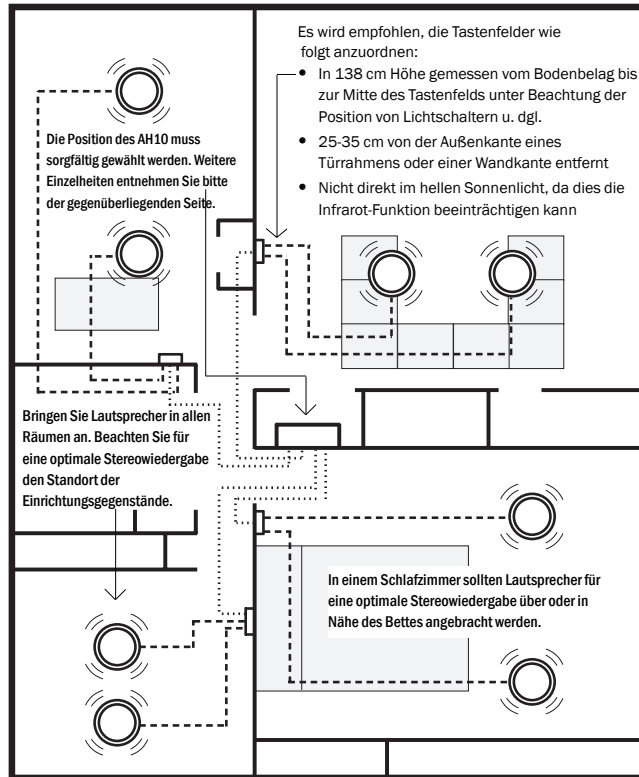 Es wird empfohlen, die Tastenfelder wie
folgt anzuordnen:
• In 138 cm Höhe gemessen vom Bodenbelag bis
zur Mitte des Tastenfelds unter Beachtung der
Position von Lichtschaltern u. dgl.
• 25-35 cm von der Außenkante eines
Türrahmens oder einer Wandkante entfernt
• Nicht direkt im hellen Sonnenlicht, da dies die
Infrarot-Funktion beeinträchtigen kann
Die Position des AH10 muss
sorgfältig gewählt werden. Weitere
Einzelheiten entnehmen Sie bitte
der gegenüberliegenden Seite.
Bringen Sie Lautsprecher in allen
Räumen an. Beachten Sie für
eine optimale Stereowiedergabe
den Standort der
Einrichtungsgegenstände.
In einem Schlafzimmer sollten Lautsprecher für
eine optimale Stereowiedergabe über oder in
Nähe des Bettes angebracht werden.